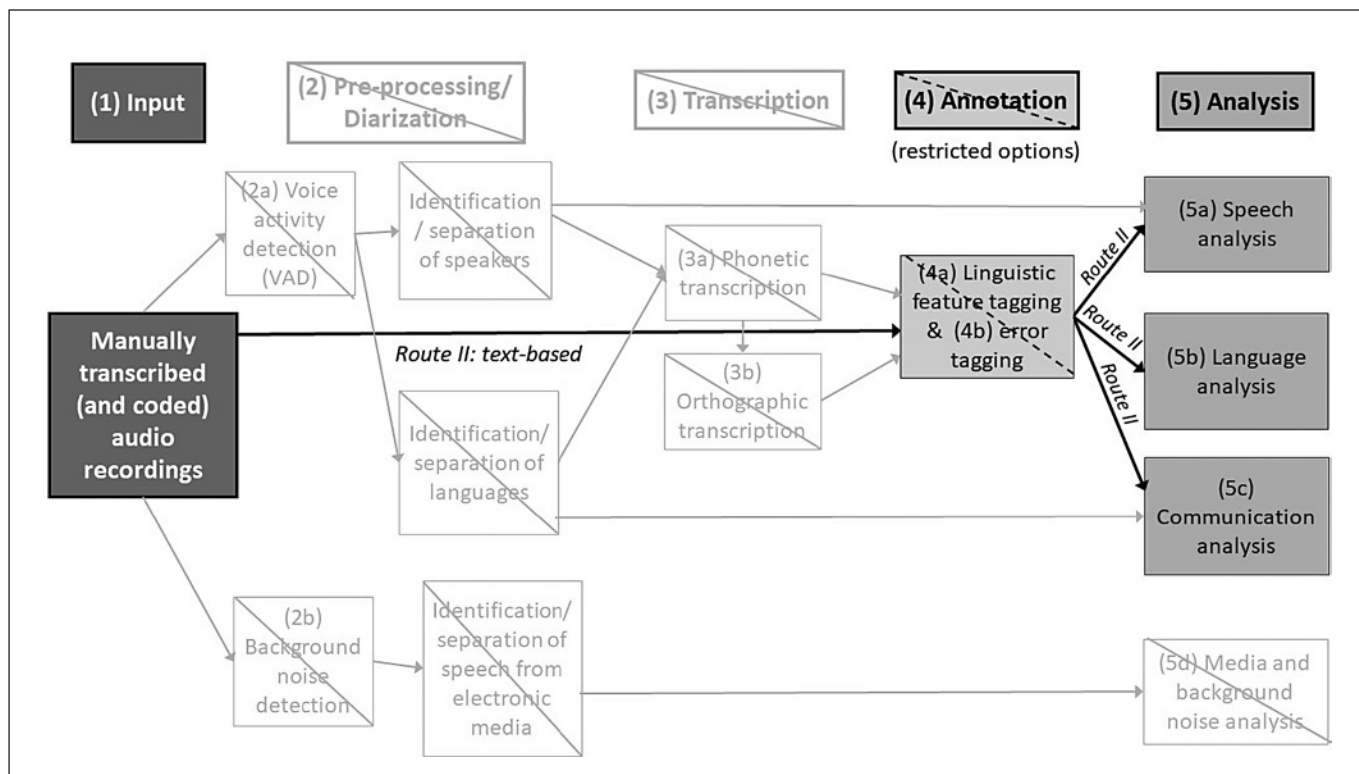 (1) Input
(2) Pre-processing/
Diarization
(3) Transcription
(4) Annotation
(restricted options)
(5) Analysis
Manually
transcribed
(and coded)
audio
recordings
(2a) Voice
activity
detection
(VAD)
Identification
/ separation
of speakers
Identification/
separation of
languages
(2b)
Background
noise
detection
Identification/
separation of
speech from
electronic
media
Route II: text-based
(3a) Phonetic
transcription
(3b)
Orthographic
transcription
(4a) Linguistic
feature tagging
& (4b) error
tagging
Route II
Route II
Route II
(5a) Speech
analysis
(5b) Language
analysis
(5c)
Communication
analysis
(5d) Media and
background
noise analysis